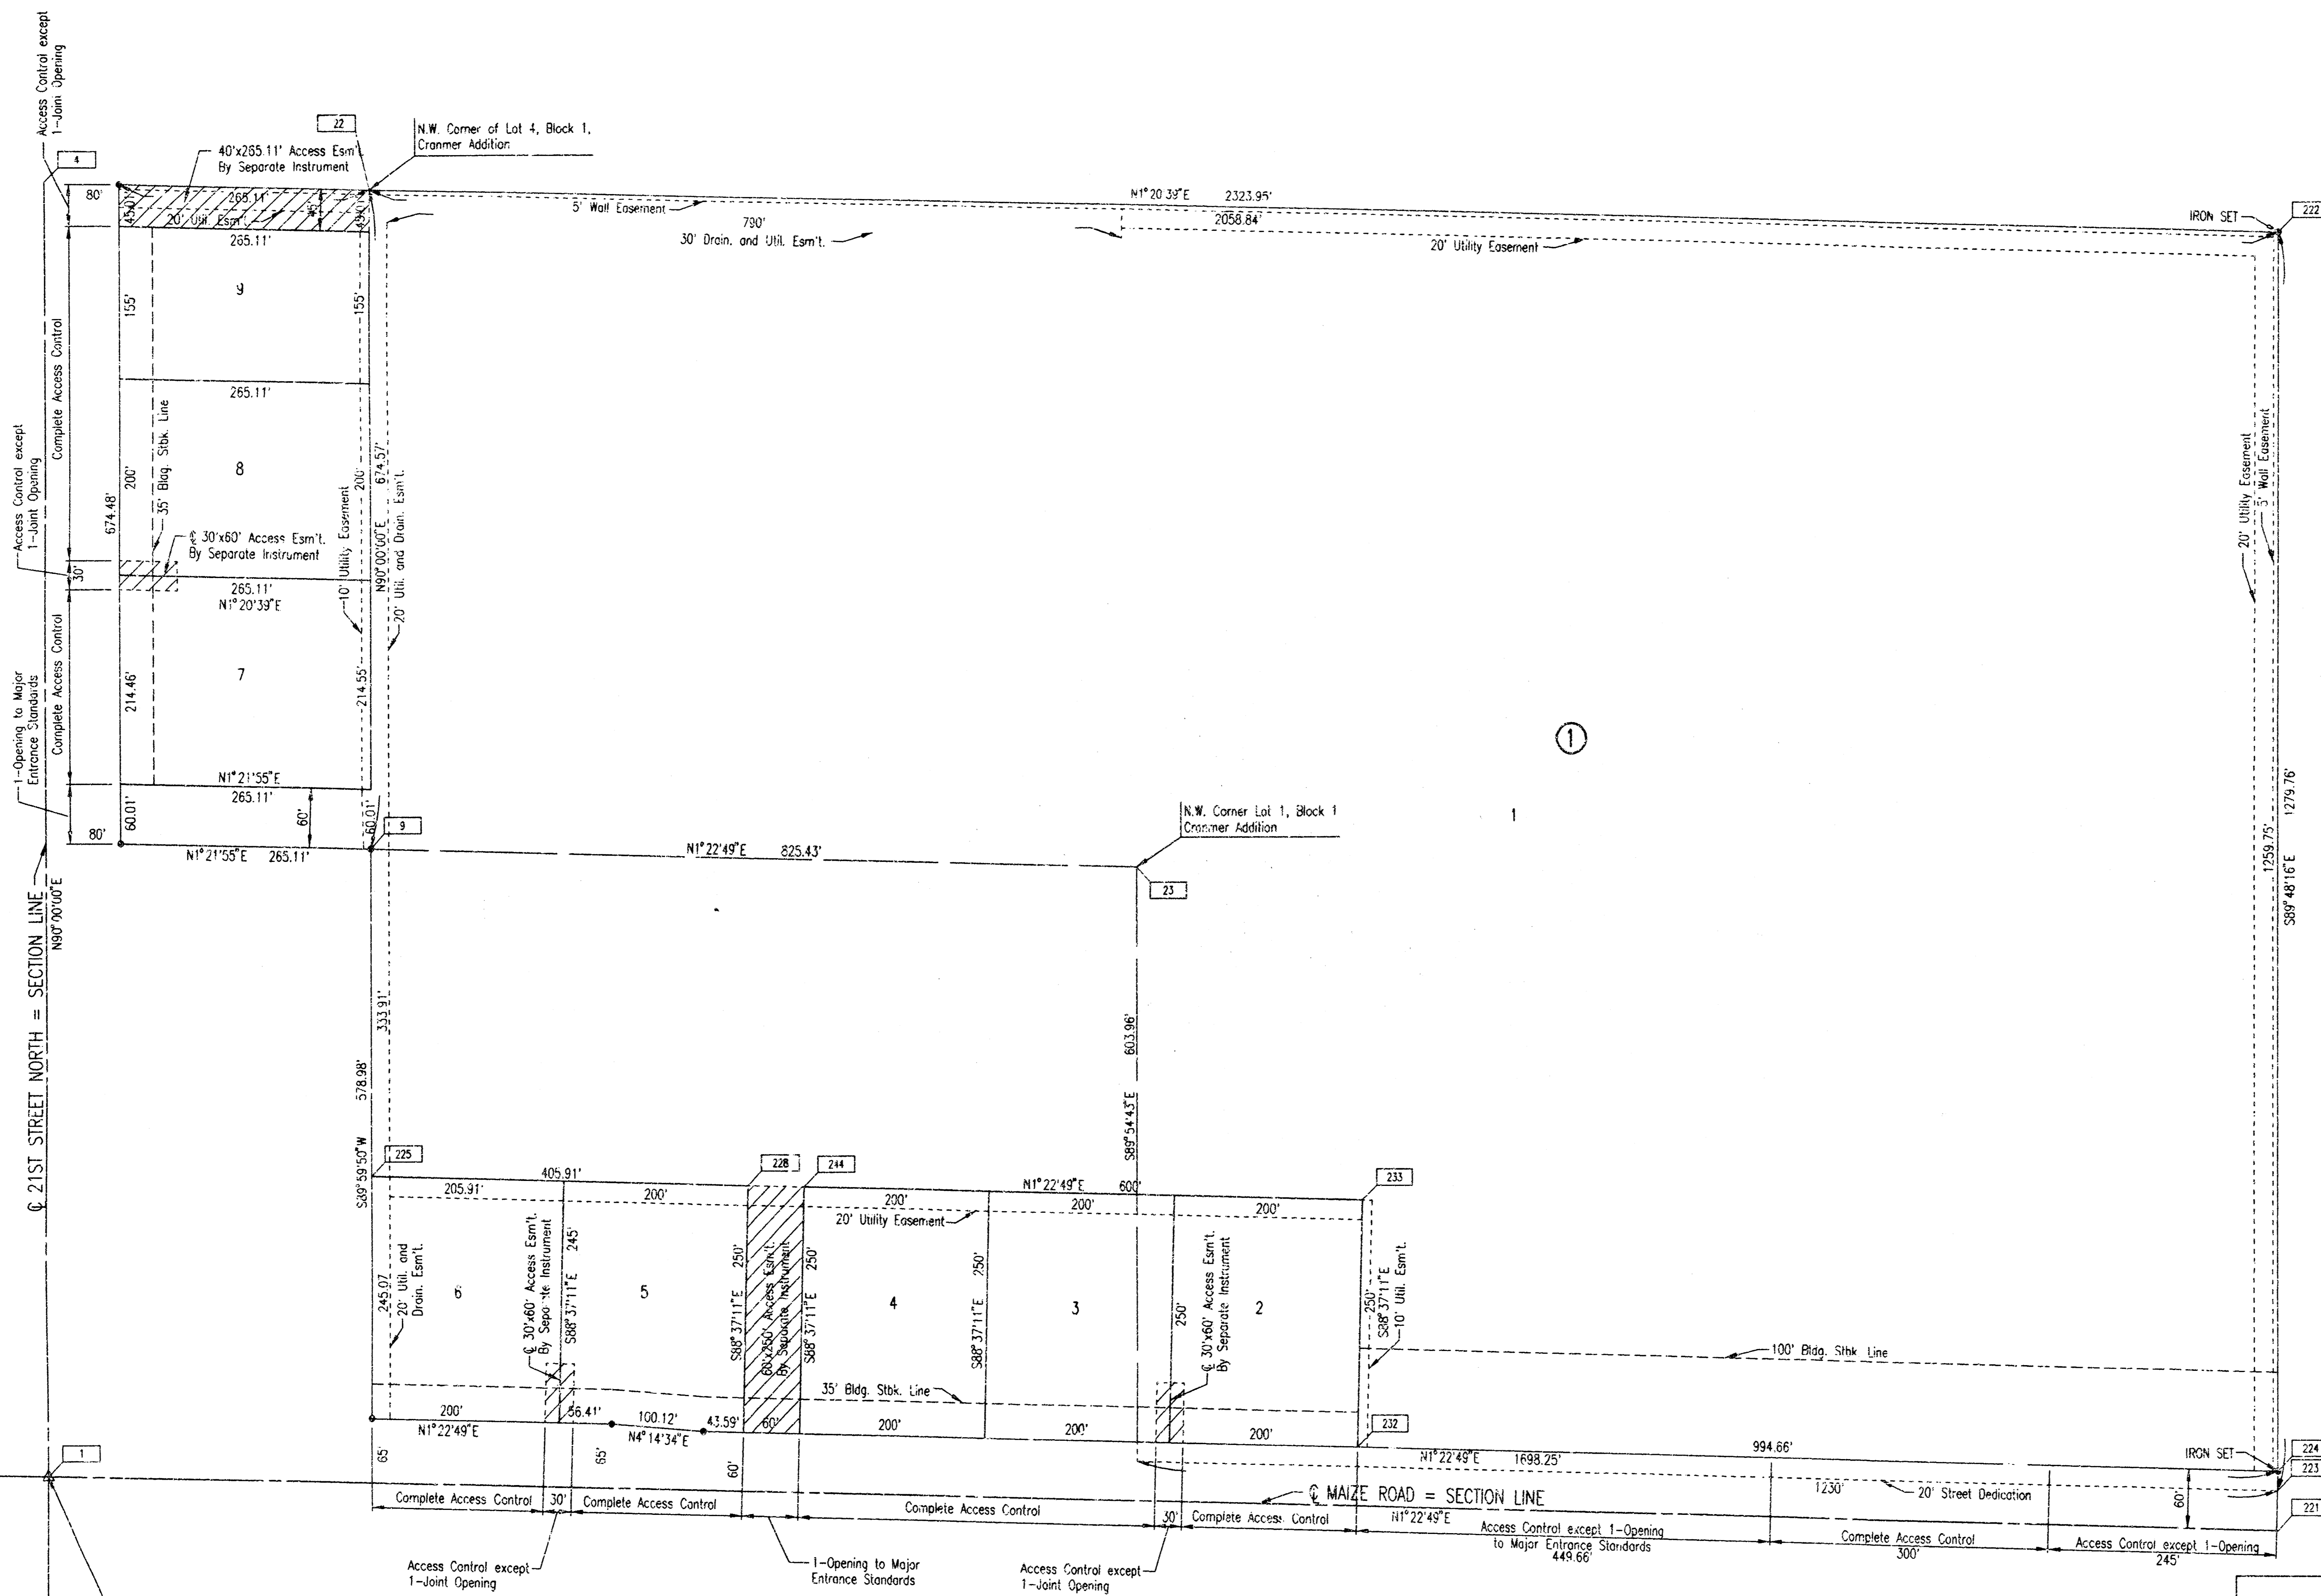 Access Control except
1-Joint Opening
4
22
N.W. Corner of Lot 4, Block 1,
Cranmer Addition
40'x265.11' Access Esm't.
By Separate Instrument
80'
265.11'
45.01'
45'
45.01'
20' Util. Esm't.
265.11'
5' Wall Easement
N1°20'39"E 2323.95'
790'
2058.84'
30' Drain. and Util. Esm't.
20' Utility Easement
IRON SET
222
9
155'
155'
Complete Access Control
265.11'
35' Bldg. Stbk. Line
200'
8
200'
674.48'
Access Control except
1-Joint Opening
30'
℄ 30'x60' Access Esm't.
By Separate Instrument
265.11'
N1°20'39"E
10' Utility Easement
N90°00'00"E 674.57'
20' Util. and Drain. Esm't.
Complete Access Control
214.46'
7
214.55'
1-Opening to Major
Entrance Standards
N1°21'55"E
265.11'
60.01'
60'
60.01'
80'
N1°21'55"E 265.11'
9
N1°22'49"E 825.43'
N.W. Corner Lot 1, Block 1
Cranmer Addition
23
1
1
20' Utility Easement
5' Wall Easement
1259.75'
S89°48'16"E 1279.76'
℄ 21ST STREET NORTH = SECTION LINE
N90°00'00"E
333.91'
578.98'
S89°59'50"W
603.96'
S89°54'43"E
225
405.91'
228
244
N1°22'49"E 600'
233
205.91'
200'
200'
200'
200'
20' Utility Easement
245.07
20' Util. and
Drain. Esm't.
6
℄ 30'x60' Access Esm't.
By Separate Instrument
S88°37'11"E 245'
5
S88°37'11"E 250'
60'x250' Access Esm't.
By Separate Instrument
S88°37'11"E 250'
4
S88°37'11"E 250'
3
250'
℄ 30'x60' Access Esm't.
By Separate Instrument
2
250'
S88°37'11"E
10' Util. Esm't.
100' Bldg. Stbk Line
35' Bldg. Stbk. Line
200'
N1°22'49"E
56.41'
100.12'
N4°14'34"E
43.59'
60'
200'
200'
200'
232
994.66'
N1°22'49"E 1698.25'
IRON SET
224
223
221
65'
65'
60'
60'
1
℄ MAIZE ROAD = SECTION LINE
N1°22'49"E
1230'
20' Street Dedication
Complete Access Control
30'
Complete Access Control
Complete Access Control
30'
Complete Access Control
Access Control except 1-Opening
to Major Entrance Standards
449.66'
Complete Access Control
300'
Access Control except 1-Opening
245'
Access Control except
1-Joint Opening
1-Opening to Major
Entrance Standards
Access Control except
1-Joint Opening